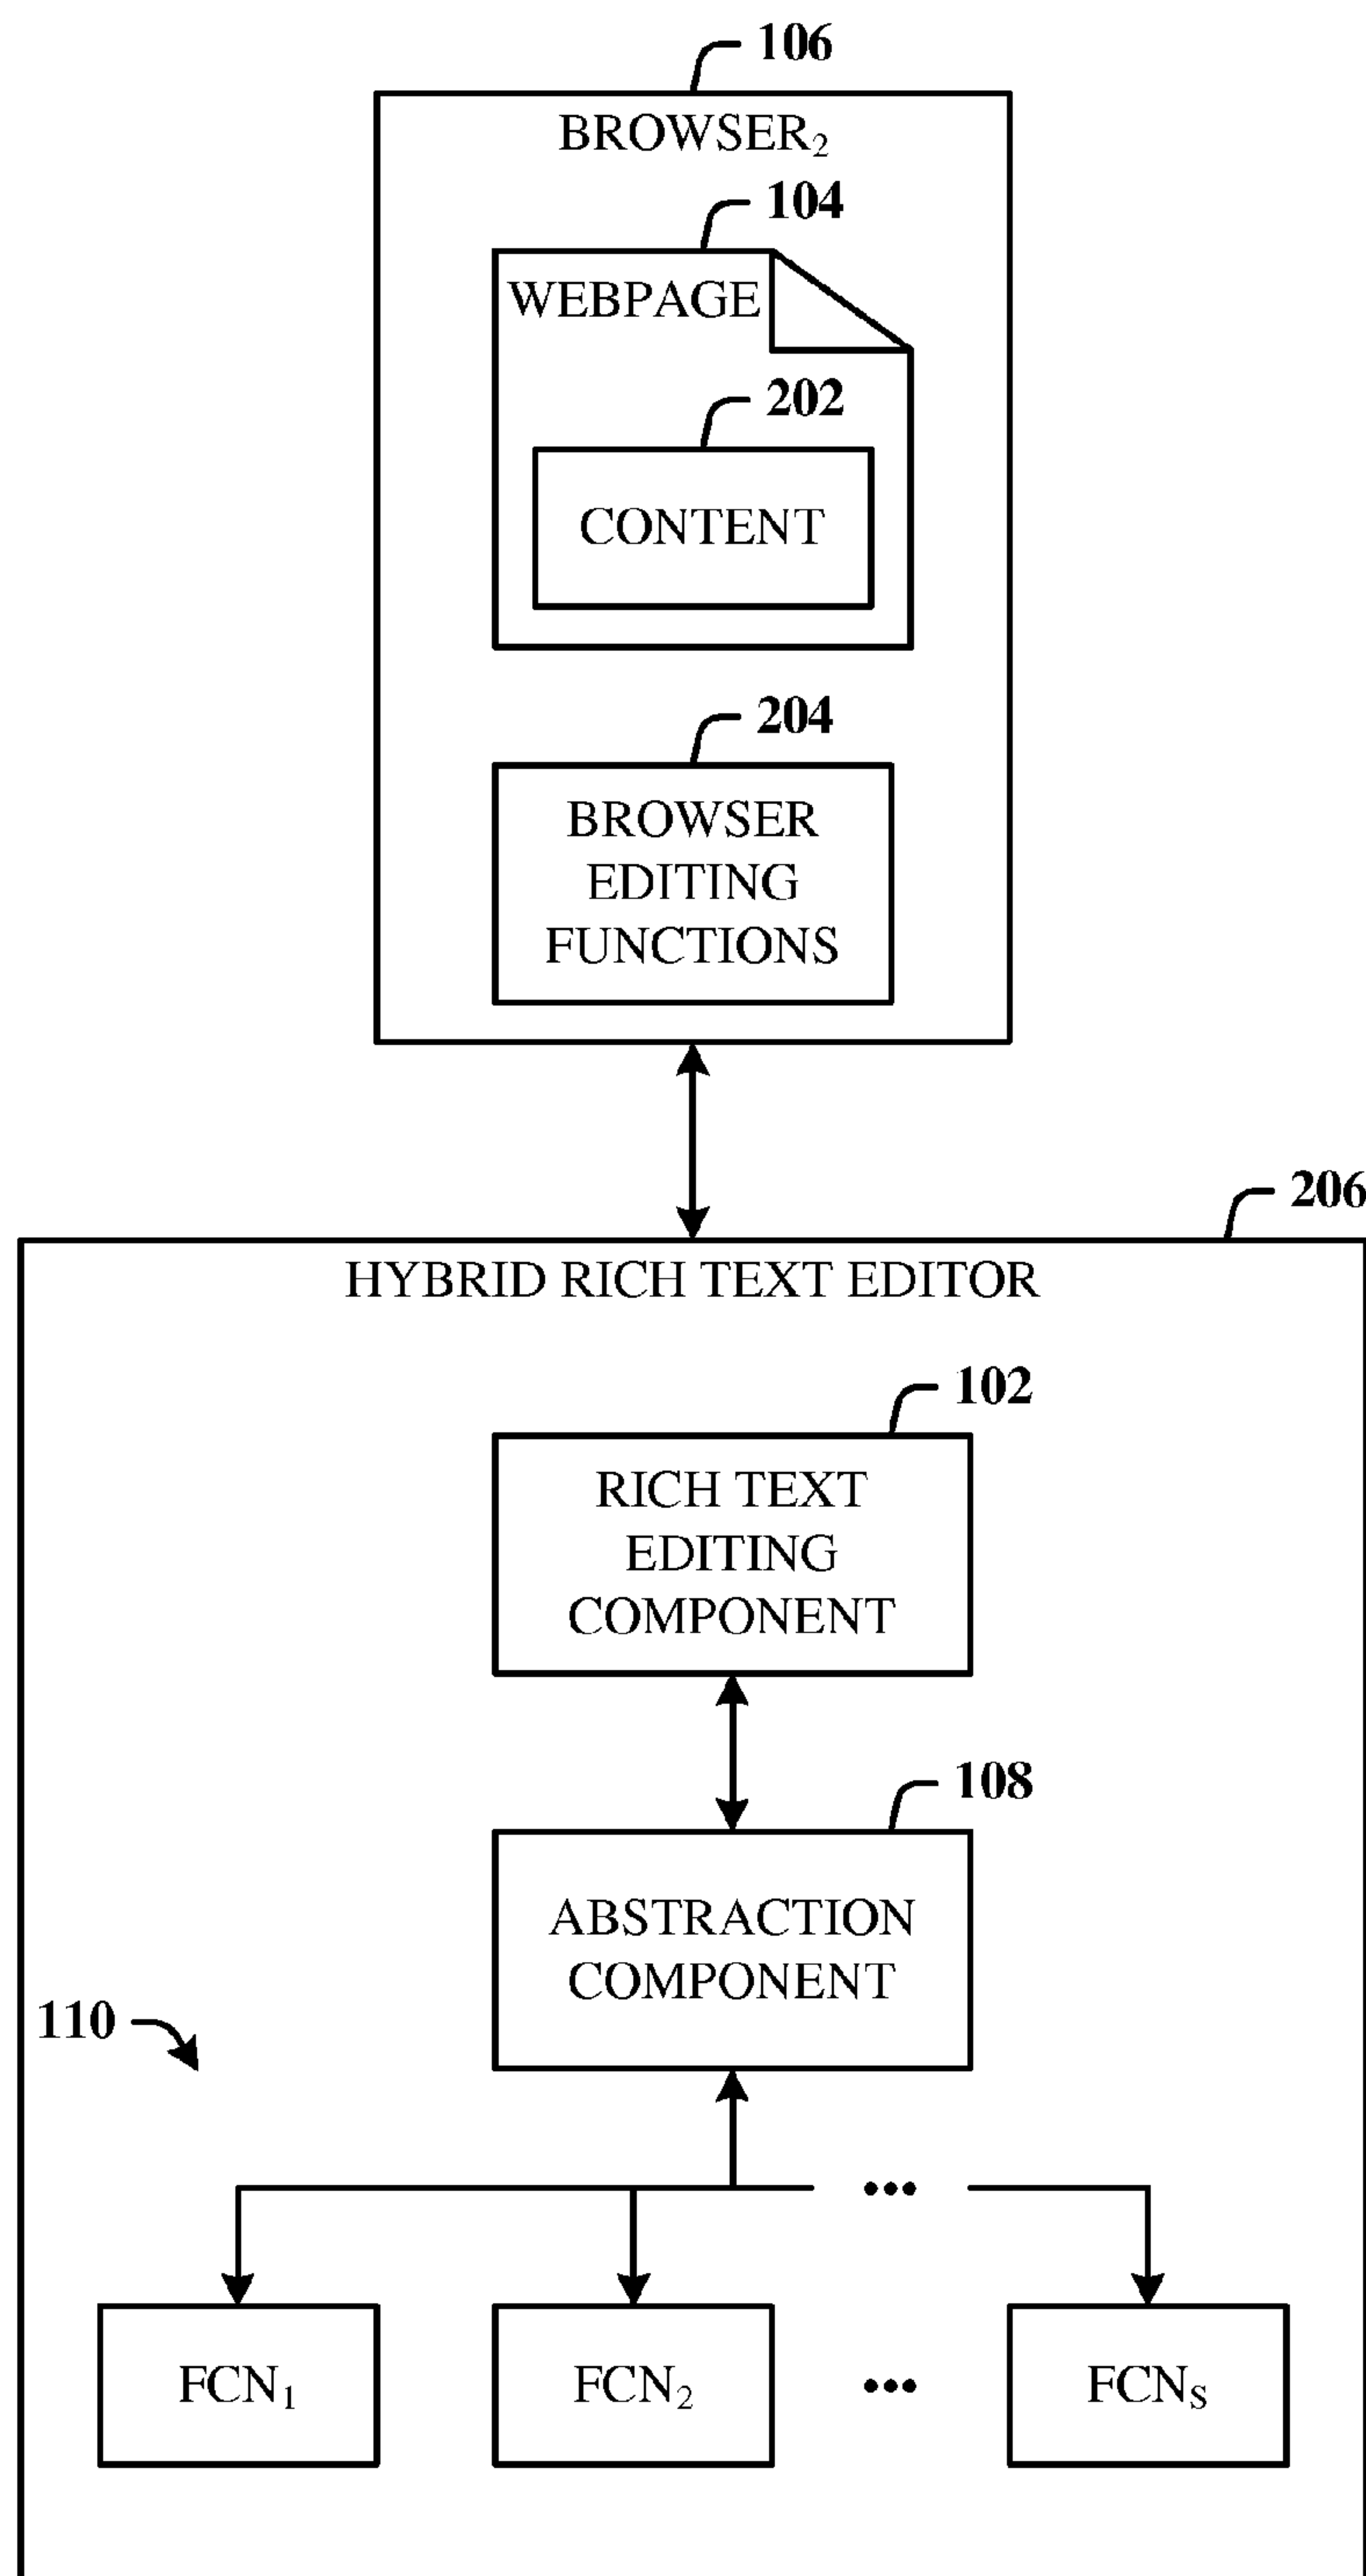 106
BROWSER₂
104
WEBPAGE
202
CONTENT
204
BROWSER
EDITING
FUNCTIONS
206
HYBRID RICH TEXT EDITOR
102
RICH TEXT
EDITING
COMPONENT
108
ABSTRACTION
COMPONENT
110
•••
FCN₁ FCN₂ ••• FCNS